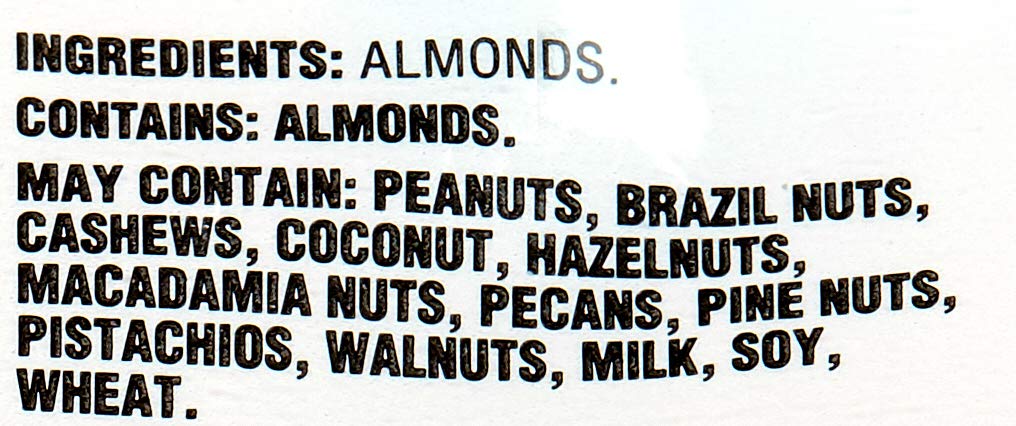 INGREDIENTS: ALMONDS.
CONTAINS: ALMONDS.
MAY CONTAIN: PEANUTS, BRAZIL NUTS,
CASHEWS, COCONUT, HAZELNUTS,
MACADAMIA NUTS, PECANS, PINE NUTS,
PISTACHIOS, WALNUTS, MILK, SOY,
WHEAT.